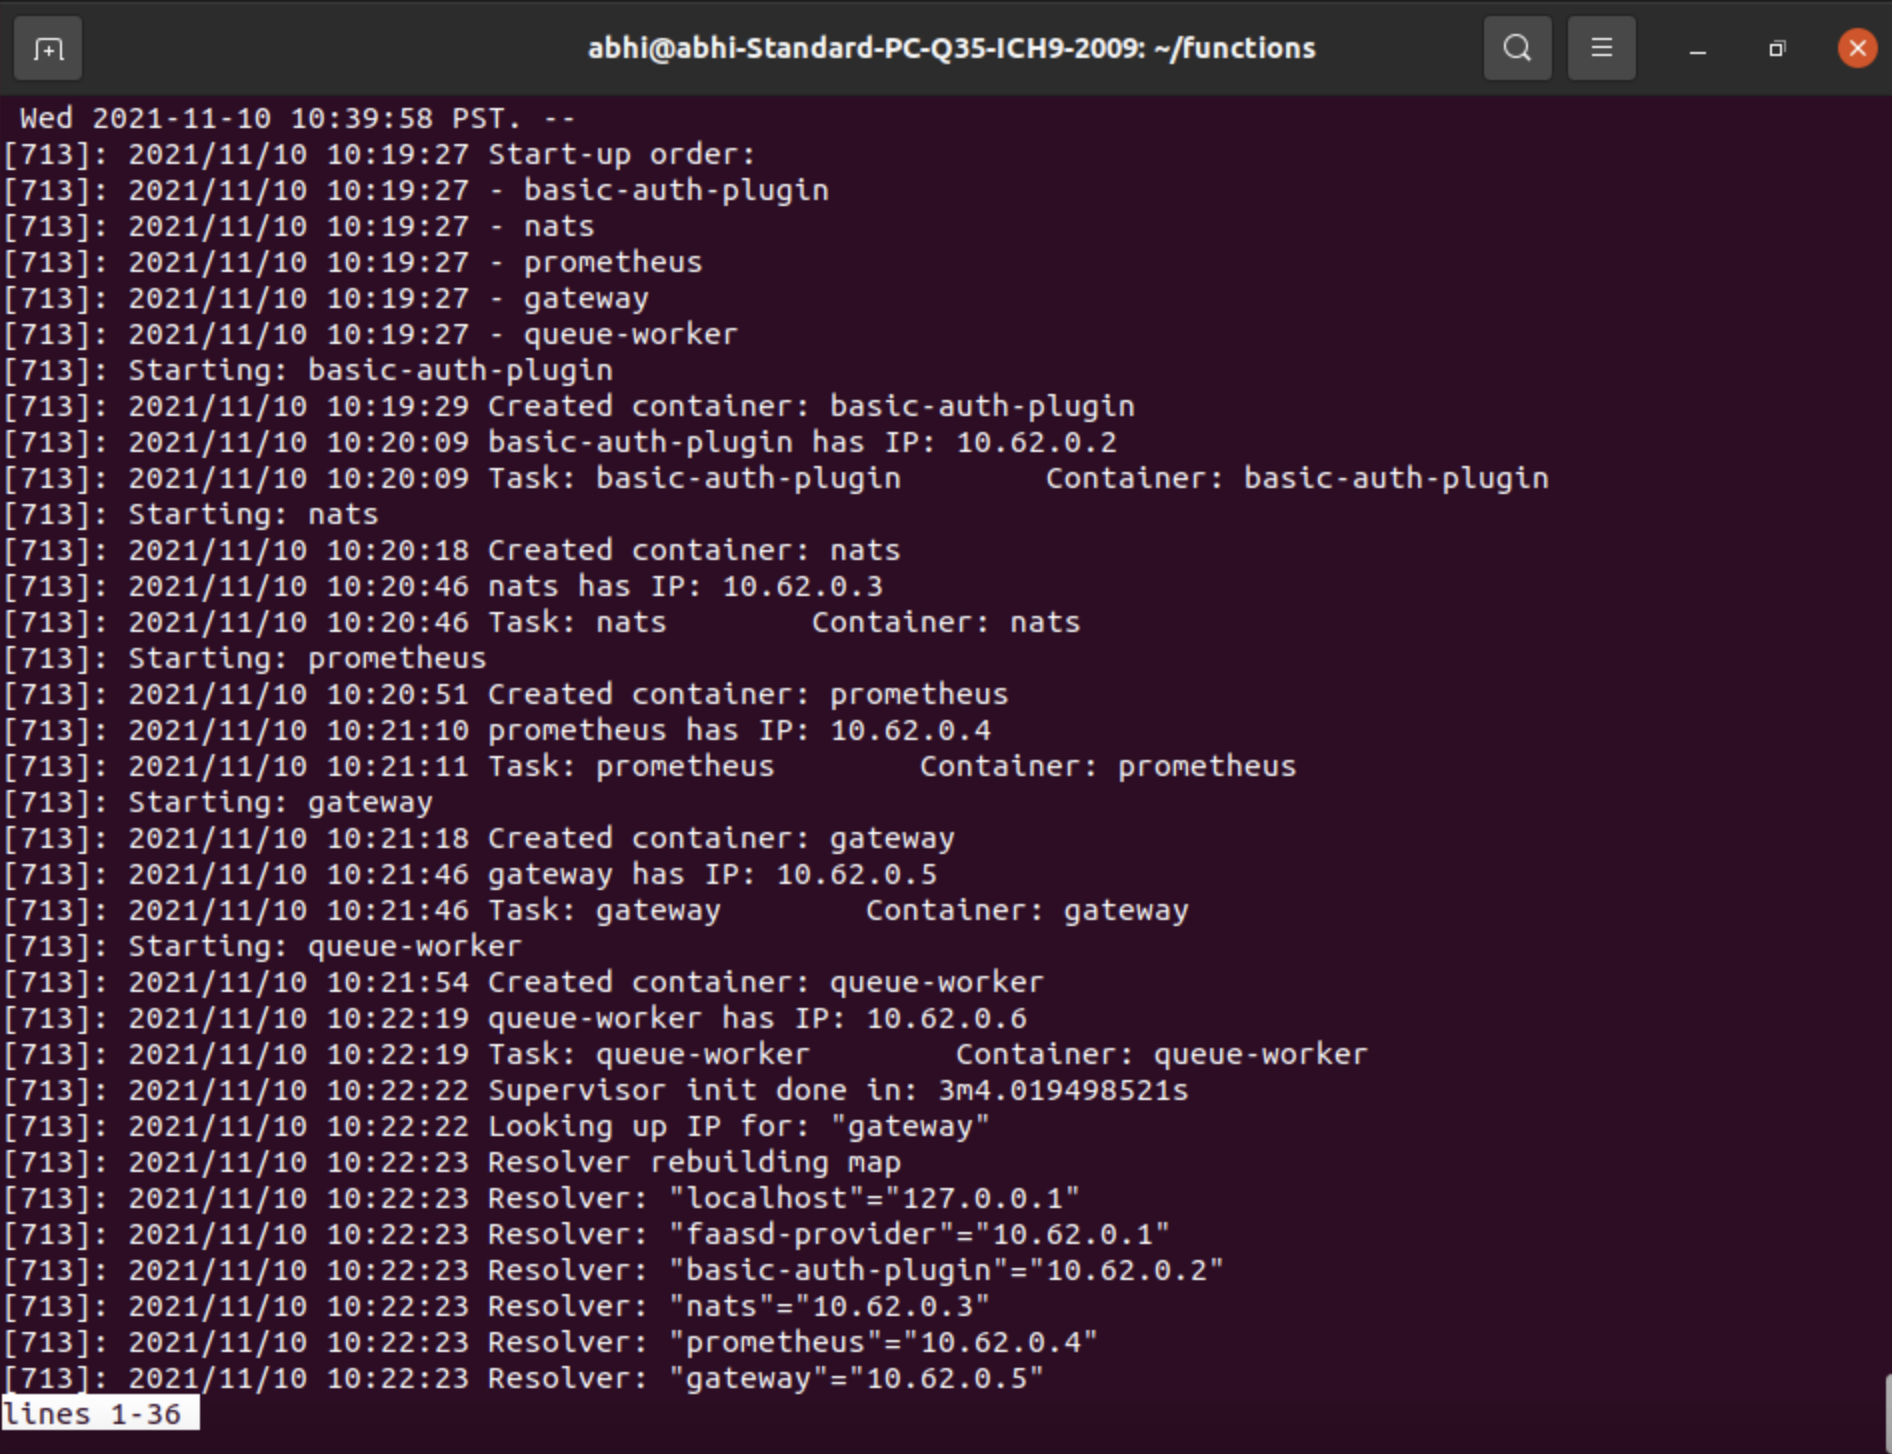 abhi@abhi-Standard-PC-Q35-ICH9-2009: ~/functions
Wed 2021-11-10 10:39:58 PST. --
[713]: 2021/11/10 10:19:27 Start-up order:
[713]: 2021/11/10 10:19:27 - basic-auth-plugin
[713]: 2021/11/10 10:19:27 - nats
[713]: 2021/11/10 10:19:27 - prometheus
[713]: 2021/11/10 10:19:27 - gateway
[713]: 2021/11/10 10:19:27 - queue-worker
[713]: Starting: basic-auth-plugin
[713]: 2021/11/10 10:19:29 Created container: basic-auth-plugin
[713]: 2021/11/10 10:20:09 basic-auth-plugin has IP: 10.62.0.2
[713]: 2021/11/10 10:20:09 Task: basic-auth-plugin        Container: basic-auth-plugin
[713]: Starting: nats
[713]: 2021/11/10 10:20:18 Created container: nats
[713]: 2021/11/10 10:20:46 nats has IP: 10.62.0.3
[713]: 2021/11/10 10:20:46 Task: nats        Container: nats
[713]: Starting: prometheus
[713]: 2021/11/10 10:20:51 Created container: prometheus
[713]: 2021/11/10 10:21:10 prometheus has IP: 10.62.0.4
[713]: 2021/11/10 10:21:11 Task: prometheus        Container: prometheus
[713]: Starting: gateway
[713]: 2021/11/10 10:21:18 Created container: gateway
[713]: 2021/11/10 10:21:46 gateway has IP: 10.62.0.5
[713]: 2021/11/10 10:21:46 Task: gateway        Container: gateway
[713]: Starting: queue-worker
[713]: 2021/11/10 10:21:54 Created container: queue-worker
[713]: 2021/11/10 10:22:19 queue-worker has IP: 10.62.0.6
[713]: 2021/11/10 10:22:19 Task: queue-worker        Container: queue-worker
[713]: 2021/11/10 10:22:22 Supervisor init done in: 3m4.019498521s
[713]: 2021/11/10 10:22:22 Looking up IP for: "gateway"
[713]: 2021/11/10 10:22:23 Resolver rebuilding map
[713]: 2021/11/10 10:22:23 Resolver: "localhost"="127.0.0.1"
[713]: 2021/11/10 10:22:23 Resolver: "faasd-provider"="10.62.0.1"
[713]: 2021/11/10 10:22:23 Resolver: "basic-auth-plugin"="10.62.0.2"
[713]: 2021/11/10 10:22:23 Resolver: "nats"="10.62.0.3"
[713]: 2021/11/10 10:22:23 Resolver: "prometheus"="10.62.0.4"
[713]: 2021/11/10 10:22:23 Resolver: "gateway"="10.62.0.5"
lines 1-36